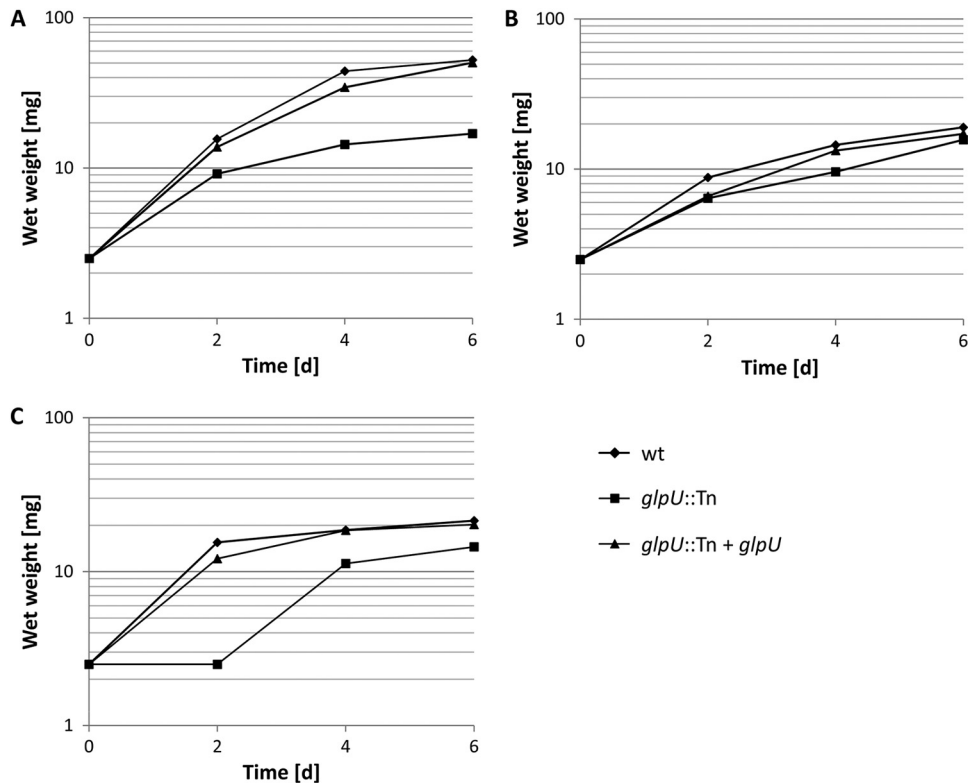 A
100
10
1
Wet weight [mg]
0 2 4 6
Time [d]
B
100
10
1
Wet weight [mg]
0 2 4 6
Time [d]
C
100
10
1
Wet weight [mg]
0 2 4 6
Time [d]
wt
glpU::Tn
glpU::Tn + glpU